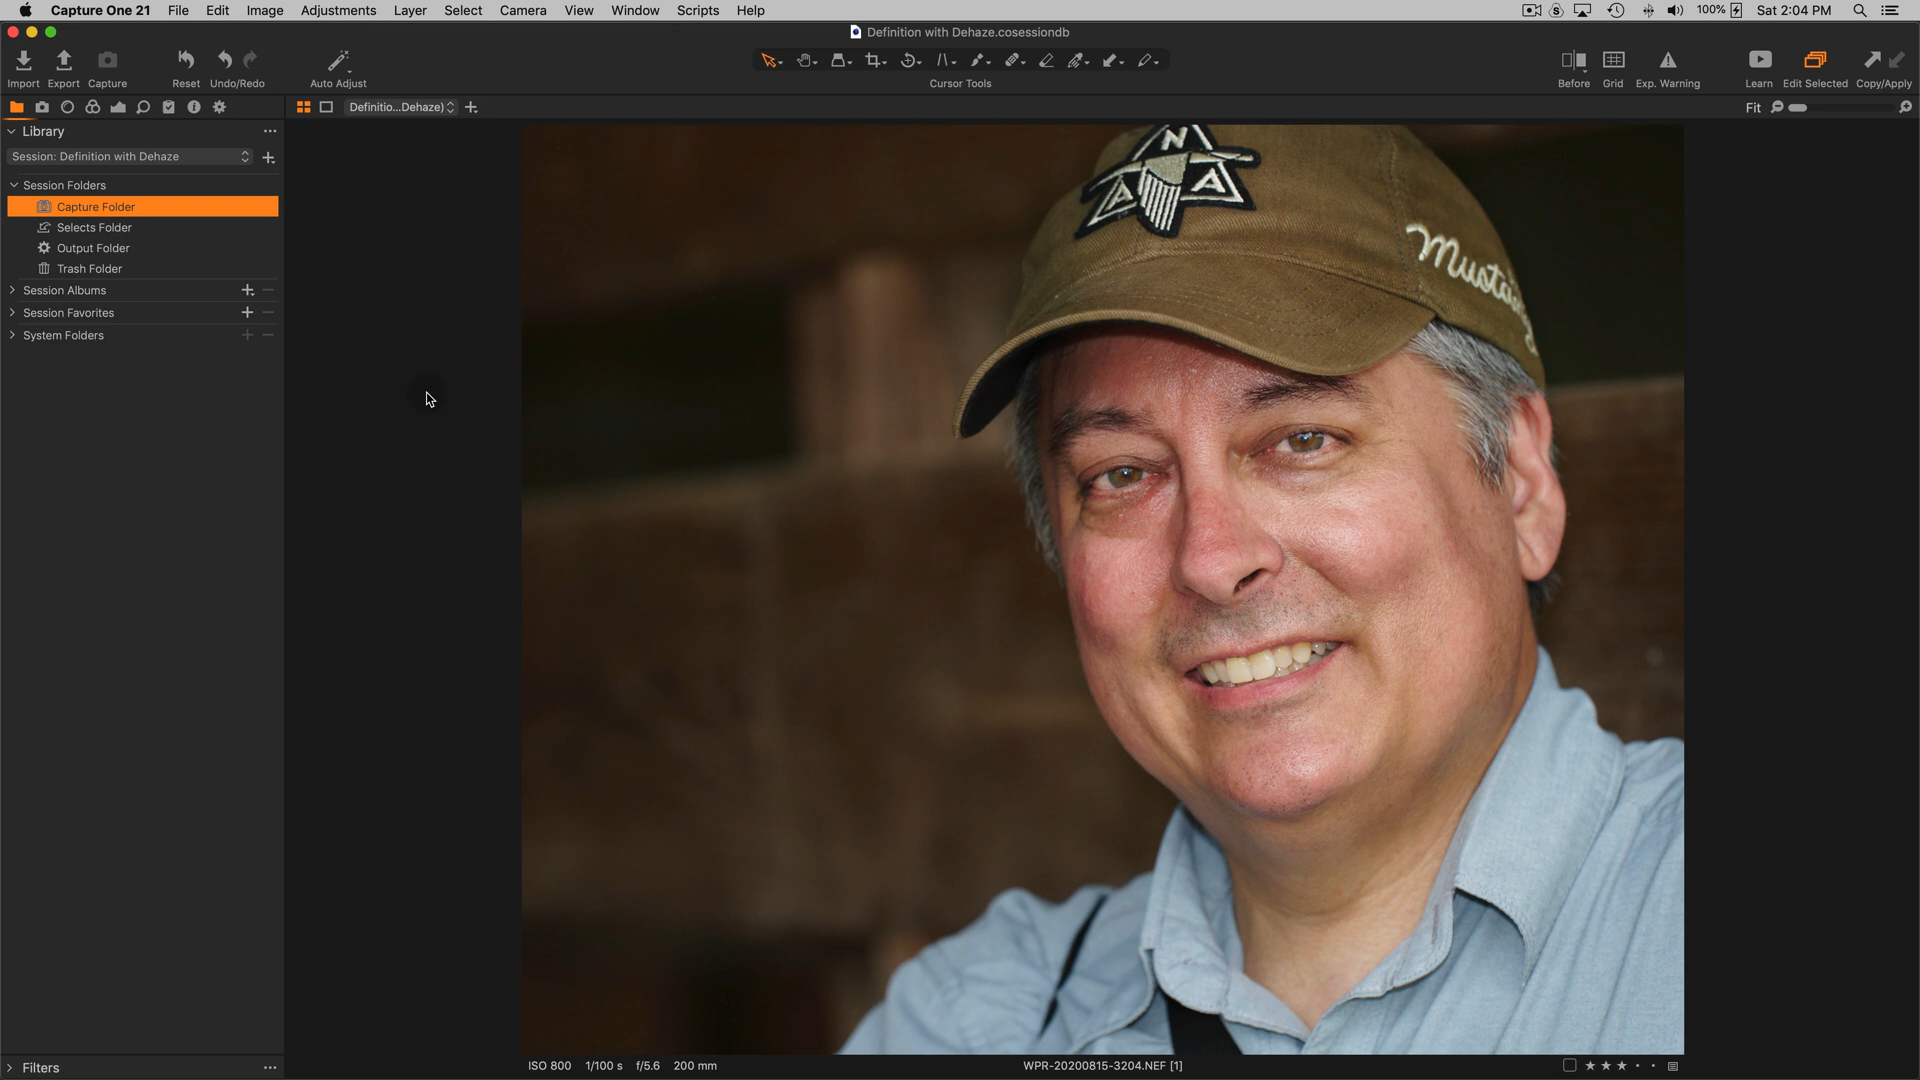 Capture One 21 File Edit Image Adjustments Layer Select Camera View Window Scripts Help 100% Sat 2:04 PM
Definition with Dehaze.cosessiondb
Import Export Capture Reset Undo/Redo Auto Adjust Cursor Tools Before Grid Exp. Warning Learn Edit Selected Copy/Apply
Definitio...Dehaze) Fit
Library
Session: Definition with Dehaze
Session Folders
Capture Folder
Selects Folder
Output Folder
Trash Folder
Session Albums
Session Favorites
System Folders
N
A A
Mustang
Filters
ISO 800 1/100 s f/5.6 200 mm WPR-20200815-3204.NEF [1]